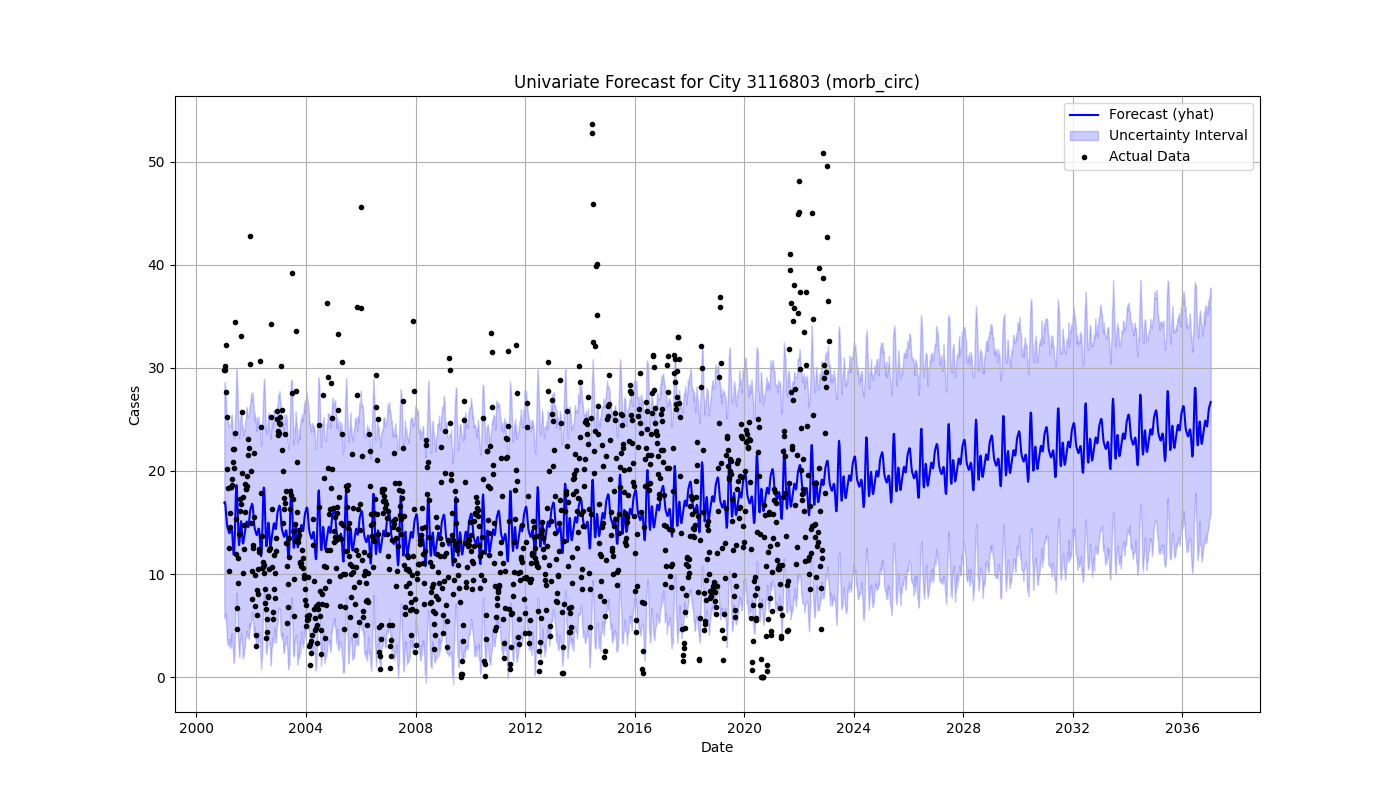 Univariate Forecast for City 3116803 (morb_circ)
Forecast (yhat)
Uncertainty Interval
Actual Data
Cases
50
40
30
20
10
0
2000 2004 2008 2012 2016 2020 2024 2028 2032 2036
Date